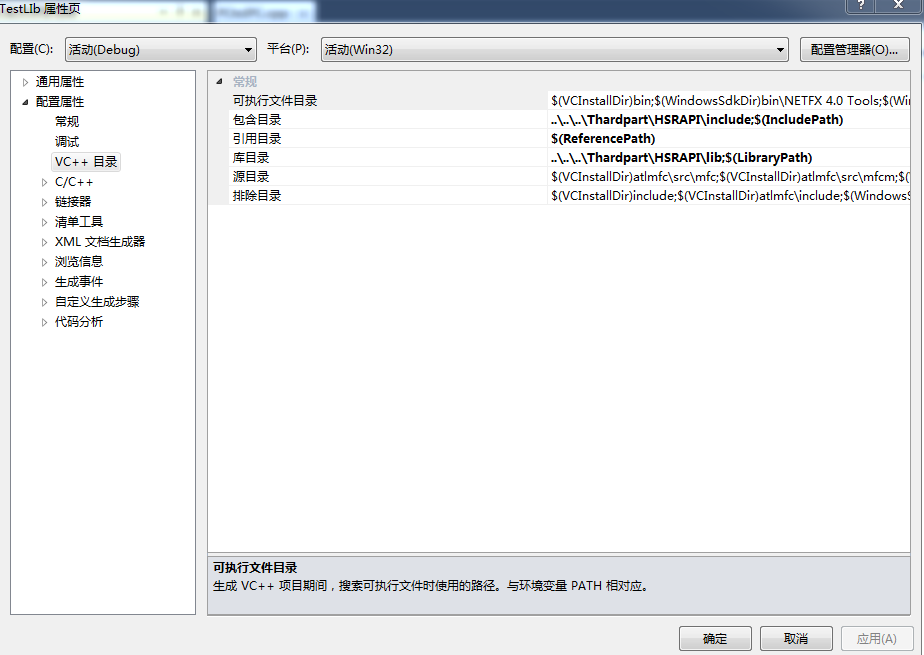 TestLIb 属性页
配置(C): 活动(Debug) 平台(P): 活动(Win32) 配置管理器(O)...
通用属性
配置属性
常规
调试
VC++ 目录
C/C++
链接器
清单工具
XML 文档生成器
浏览信息
生成事件
自定义生成步骤
代码分析
常规
可执行文件目录 $(VCInstallDir)bin;$(WindowsSdkDir)bin\NETFX 4.0 Tools;$(Wi
包含目录 ..\..\..\Thardpart\HSRAPI\include;$(IncludePath)
引用目录 $(ReferencePath)
库目录 ..\..\..\Thardpart\HSRAPI\lib;$(LibraryPath)
源目录 $(VCInstallDir)atlmfc\src\mfc;$(VCInstallDir)atlmfc\src\mfcm;$(
排除目录 $(VCInstallDir)include;$(VCInstallDir)atlmfc\include;$(WindowsS
可执行文件目录
生成 VC++ 项目期间，搜索可执行文件时使用的路径。与环境变量 PATH 相对应。
确定 取消 应用(A)